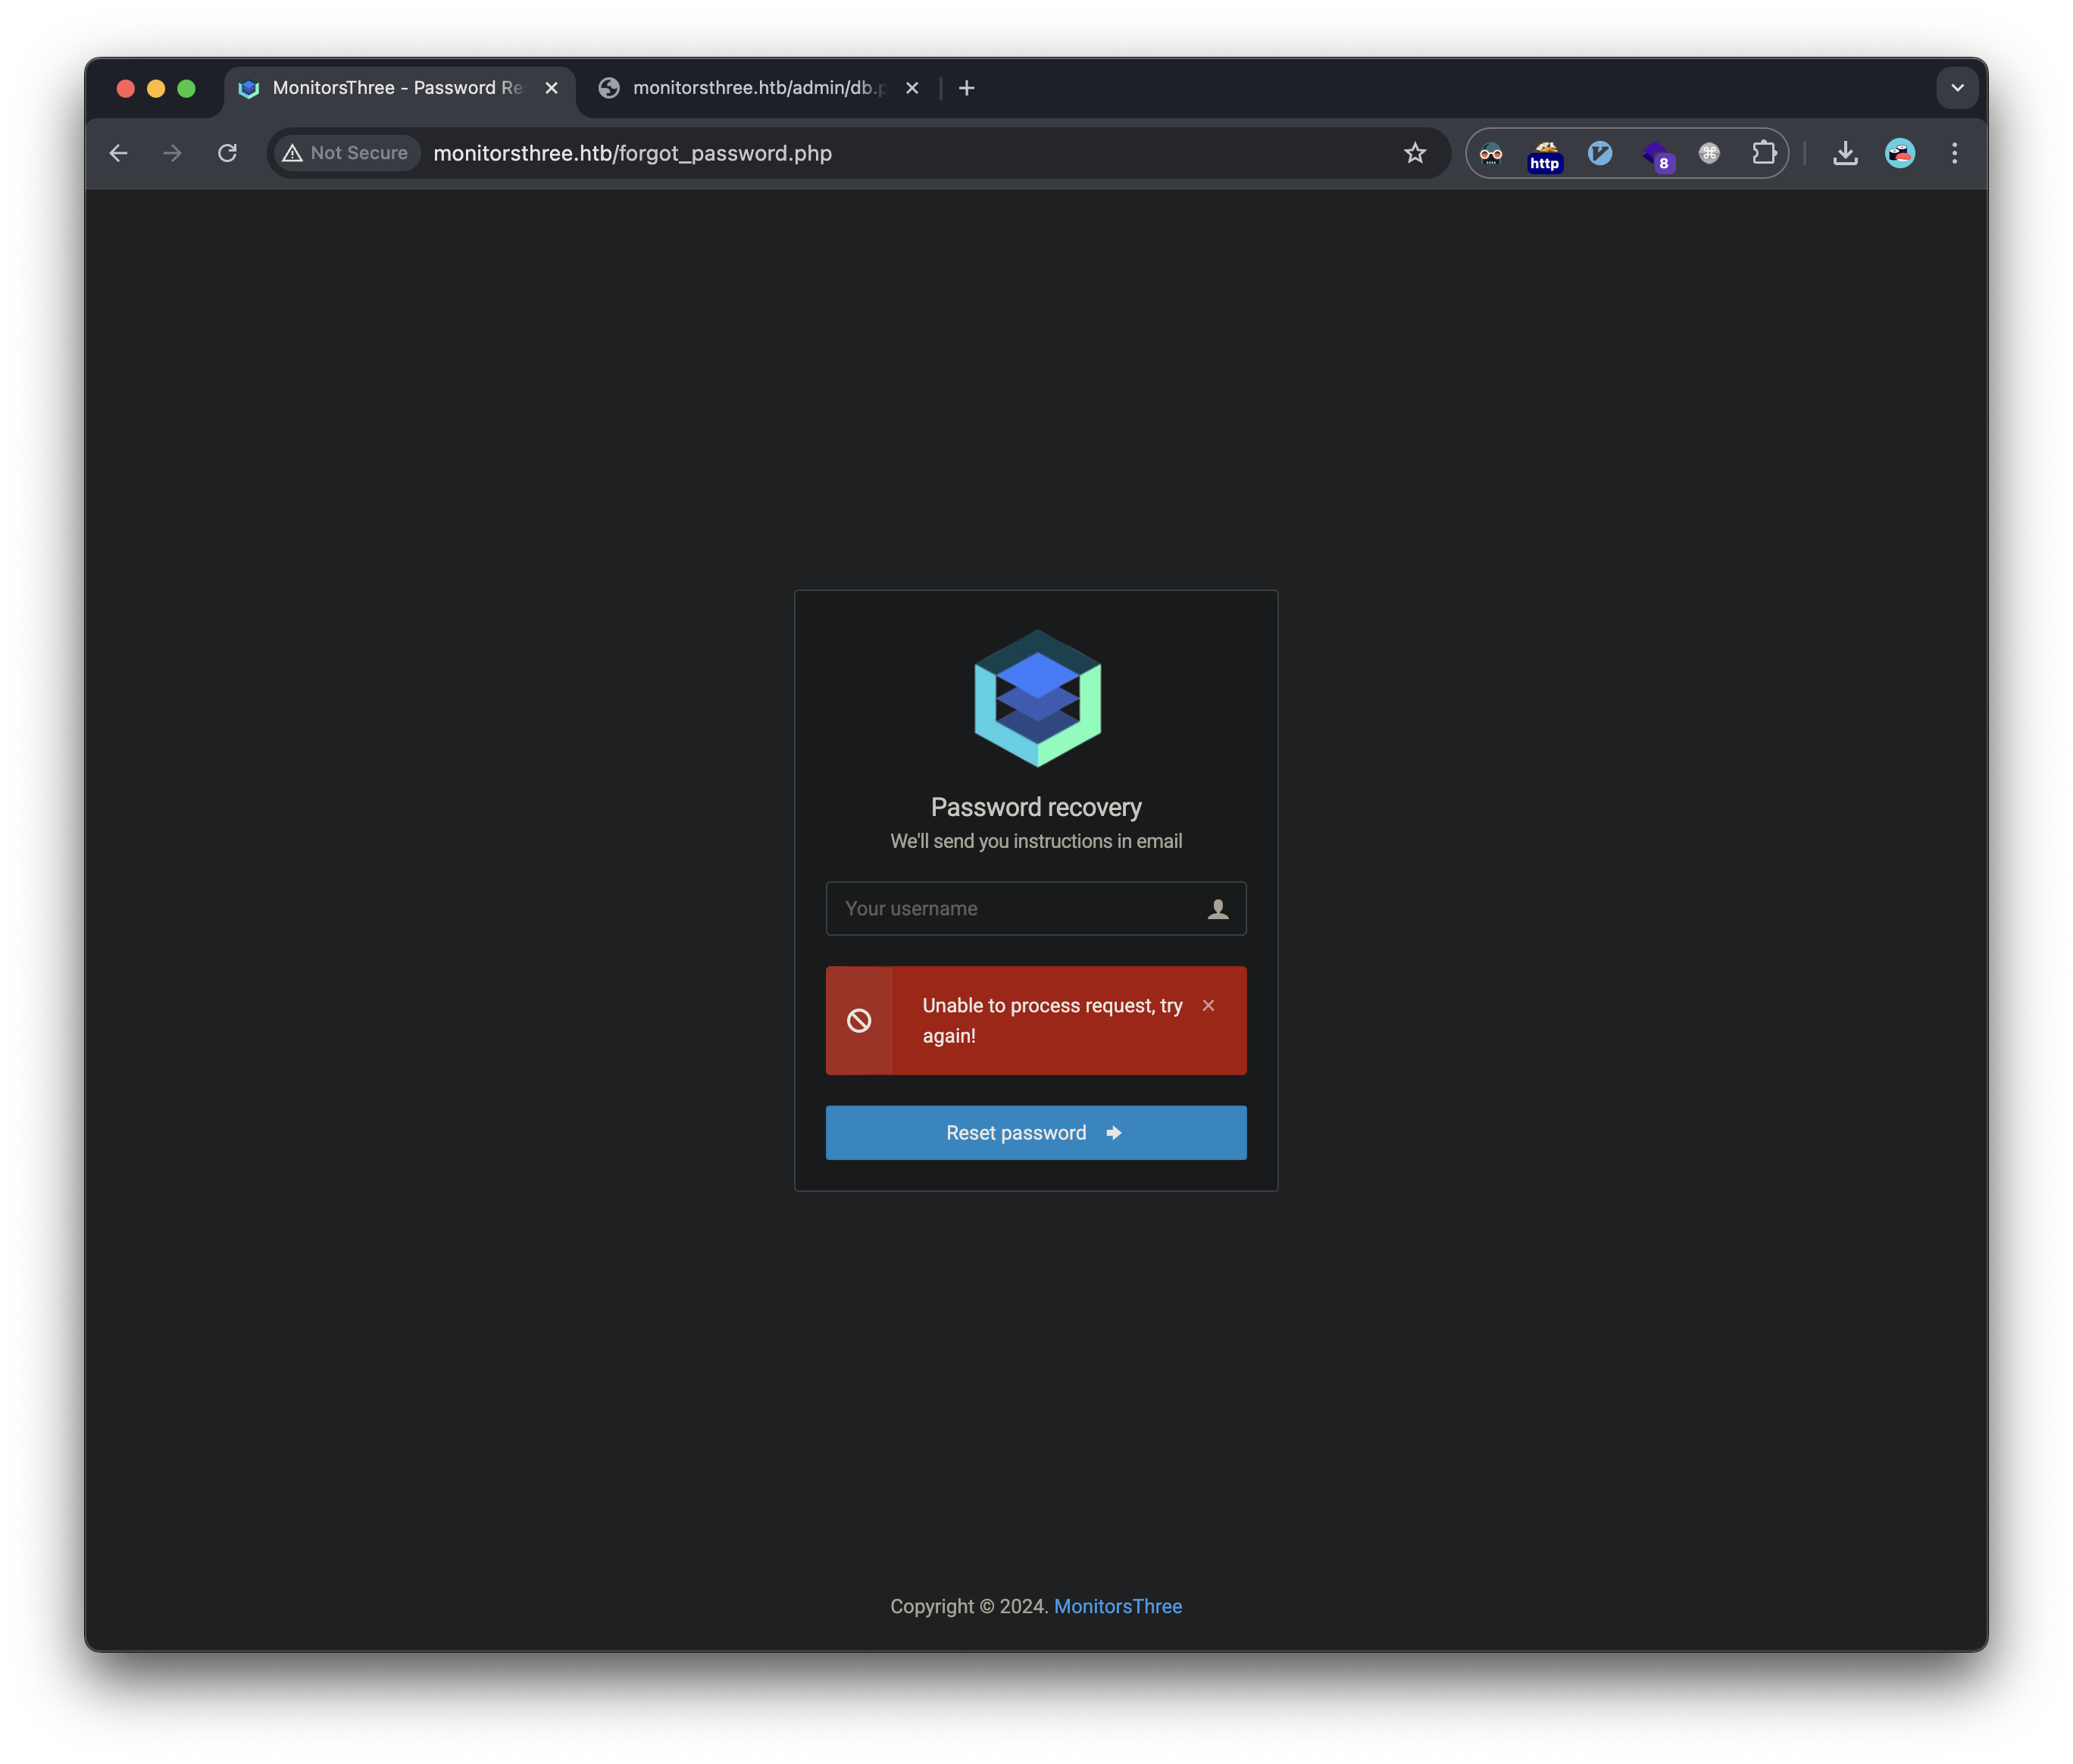 MonitorsThree - Password Re
monitorsthree.htb/admin/db.p
Not Secure
monitorsthree.htb/forgot_password.php
http
8
Password recovery
We'll send you instructions in email
Your username
Unable to process request, try
again!
Reset password
Copyright © 2024. MonitorsThree